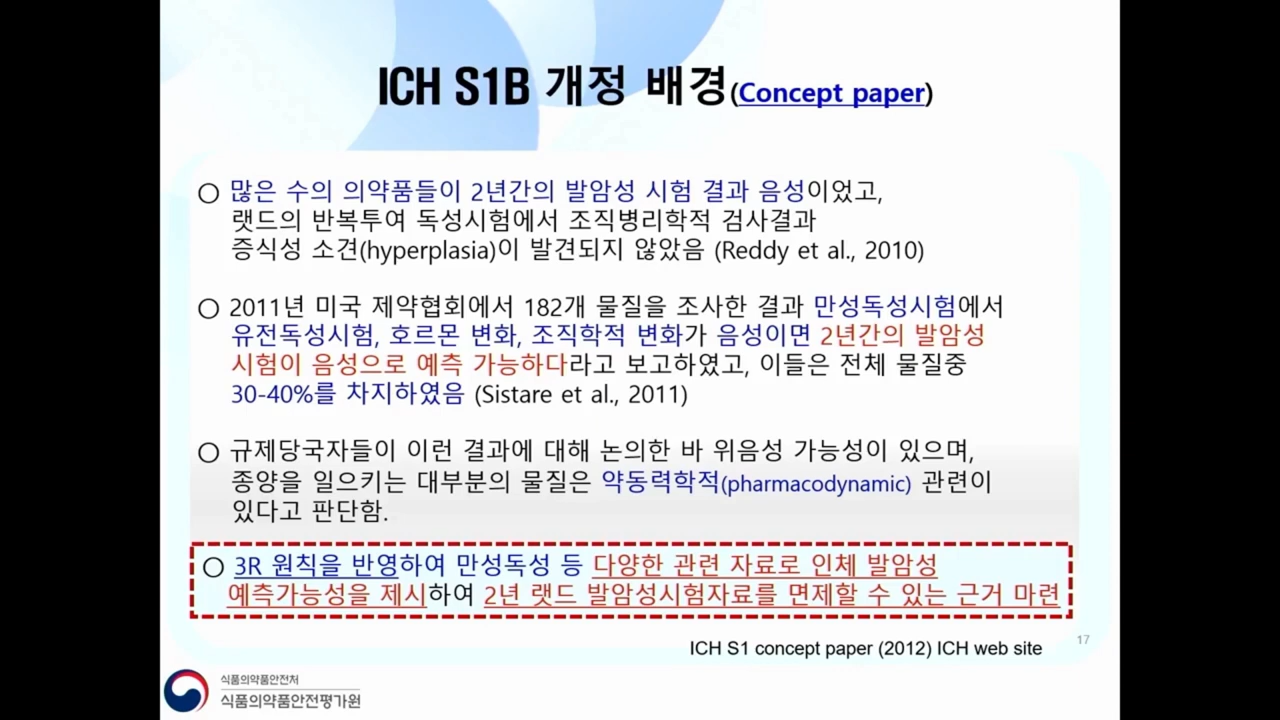 ICH S1B 개정 배경(Concept paper)
○ 많은 수의 의약품들이 2년간의 발암성 시험 결과 음성이었고,
랫드의 반복투여 독성시험에서 조직병리학적 검사결과
증식성 소견(hyperplasia)이 발견되지 않았음 (Reddy et al., 2010)
○ 2011년 미국 제약협회에서 182개 물질을 조사한 결과 만성독성시험에서
유전독성시험, 호르몬 변화, 조직학적 변화가 음성이면 2년간의 발암성
시험이 음성으로 예측 가능하다라고 보고하였고, 이들은 전체 물질중
30-40%를 차지하였음 (Sistare et al., 2011)
○ 규제당국자들이 이런 결과에 대해 논의한 바 위음성 가능성이 있으며,
종양을 일으키는 대부분의 물질은 약동력학적(pharmacodynamic) 관련이
있다고 판단함.
○ 3R 원칙을 반영하여 만성독성 등 다양한 관련 자료로 인체 발암성
예측가능성을 제시하여 2년 랫드 발암성시험자료를 면제할 수 있는 근거 마련
ICH S1 concept paper (2012) ICH web site
17
식품의약품안전처
식품의약품안전평가원